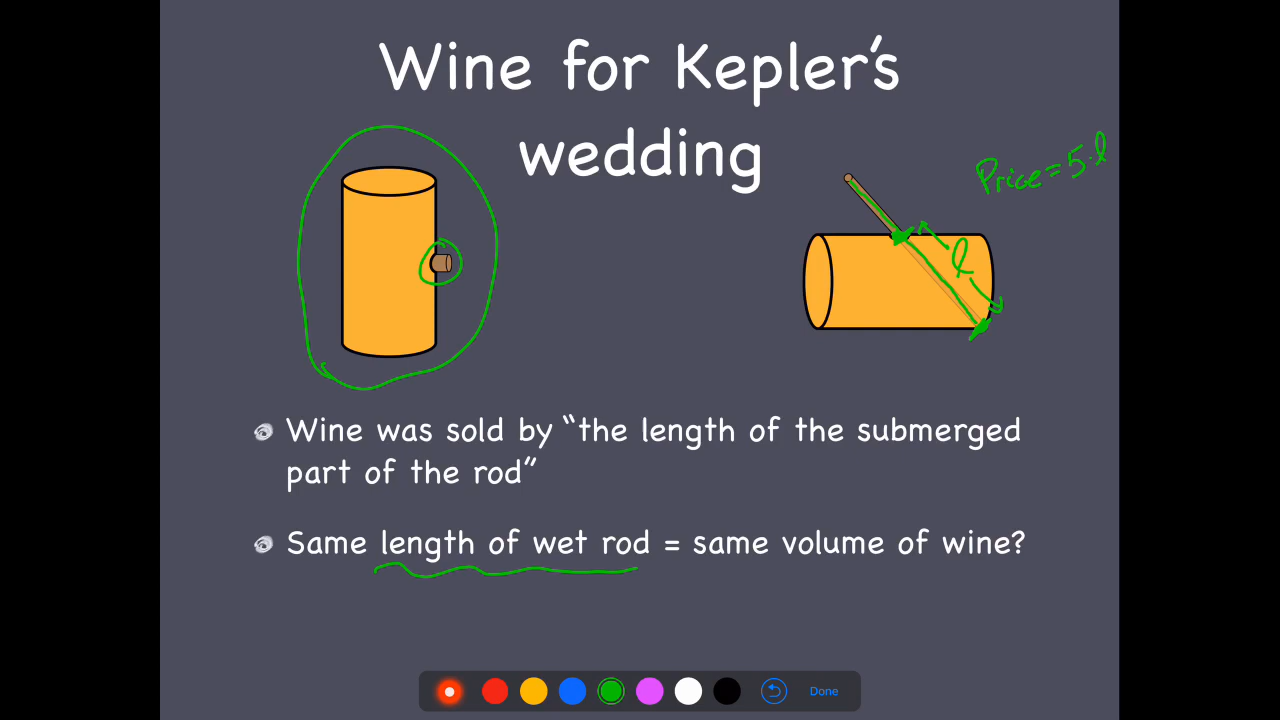 Wine for Kepler's
wedding
Price = 5·l
l
Wine was sold by “the length of the submerged
part of the rod”
Same length of wet rod = same volume of wine?
Done